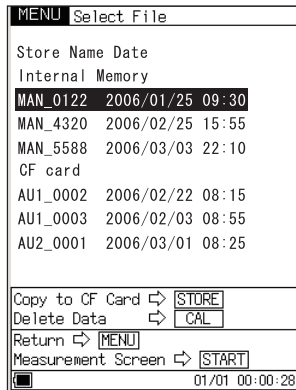 MENU Select File
Store Name Date
Internal Memory
MAN_0122 2006/01/25 09:30
MAN_4320 2006/02/25 15:55
MAN_5588 2006/03/03 22:10
CF card
AU1_0002 2006/02/22 08:15
AU1_0003 2006/02/03 08:55
AU2_0001 2006/03/01 08:25
Copy to CF Card ⇨ STORE
Delete Data ⇨ CAL
Return ⇨ MENU
Measurement Screen ⇨ START
01/01 00:00:28